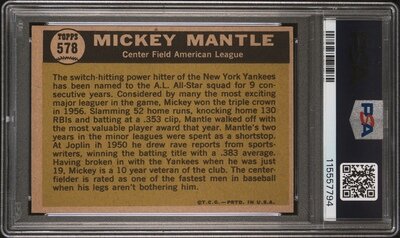 TOPPS
578
MICKEY MANTLE
Center Field American League
The switch-hitting power hitter of the New York Yankees
has been named to the A.L. All-Star squad for 9 con-
secutive years. Considered by many the most exciting
major leaguer in the game, Mickey won the triple crown
in 1956. Slamming 52 home runs, knocking home 130
RBIs and batting at a .353 clip, Mantle walked off with
the most valuable player award that year. Mantle's two
years in the minor leagues were spent as a shortstop.
At Joplin ih 1950 he drew rave reports from sports-
writers, winning the batting title with a .383 average.
Having broken in with the Yankees when he was just
19, Mickey is a 10 year veteran of the club. The center-
fielder is rated as one of the fastest men in baseball
when his legs aren't bothering him.
©T.C.G.—PRTD. IN U.S.A.
PSA
115557794